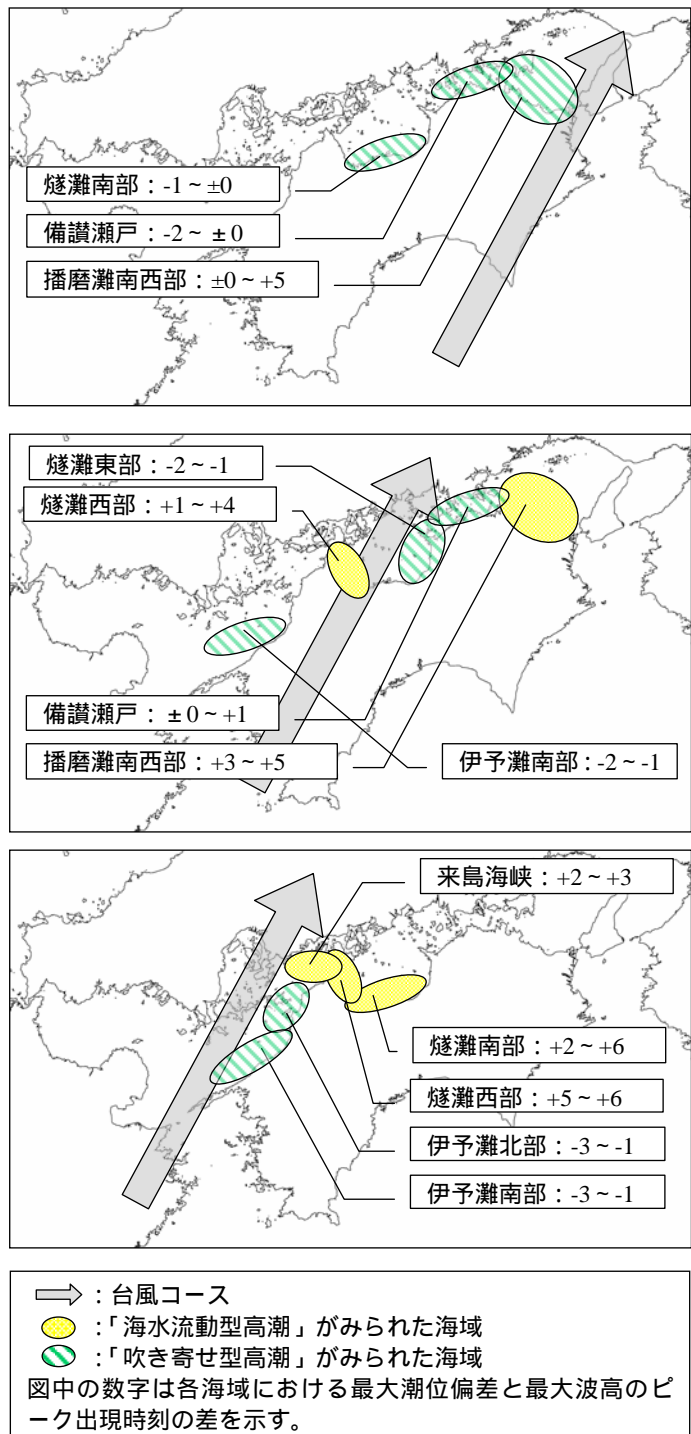 燧灘南部：-1 ~ ±0
備讃瀬戸：-2 ~ ±0
播磨灘南西部：±0 ~ +5
燧灘東部：-2 ~ -1
燧灘西部：+1 ~ +4
備讃瀬戸：±0 ~ +1
播磨灘南西部：+3 ~ +5
伊予灘南部：-2 ~ -1
来島海峡：+2 ~ +3
燧灘南部：+2 ~ +6
燧灘西部：+5 ~ +6
伊予灘北部：-3 ~ -1
伊予灘南部：-3 ~ -1
：台風コース
：「海水流動型高潮」がみられた海域
：「吹き寄せ型高潮」がみられた海域
図中の数字は各海域における最大潮位偏差と最大波高のピ
ーク出現時刻の差を示す。